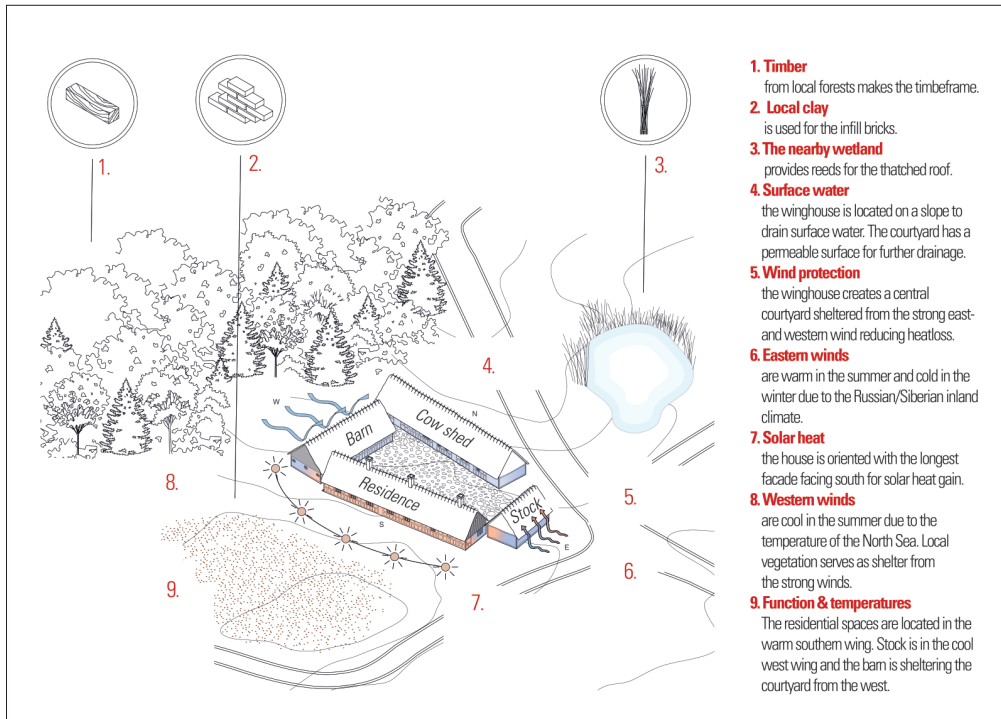 1.
2.
3.
W
N
4.
Barn
Cow shed
8.
Residence
Stock
5.
S
E
6.
9.
7.
1. Timber
from local forests makes the timbeframe.
2. Local clay
is used for the infill bricks.
3. The nearby wetland
provides reeds for the thatched roof.
4. Surface water
the winghouse is located on a slope to
drain surface water. The courtyard has a
permeable surface for further drainage.
5. Wind protection
the winghouse creates a central
courtyard sheltered from the strong east-
and western wind reducing heatloss.
6. Eastern winds
are warm in the summer and cold in the
winter due to the Russian/Siberian inland
climate.
7. Solar heat
the house is oriented with the longest
facade facing south for solar heat gain.
8. Western winds
are cool in the summer due to the
temperature of the North Sea. Local
vegetation serves as shelter from
the strong winds.
9. Function & temperatures
The residential spaces are located in the
warm southern wing. Stock is in the cool
west wing and the barn is sheltering the
courtyard from the west.